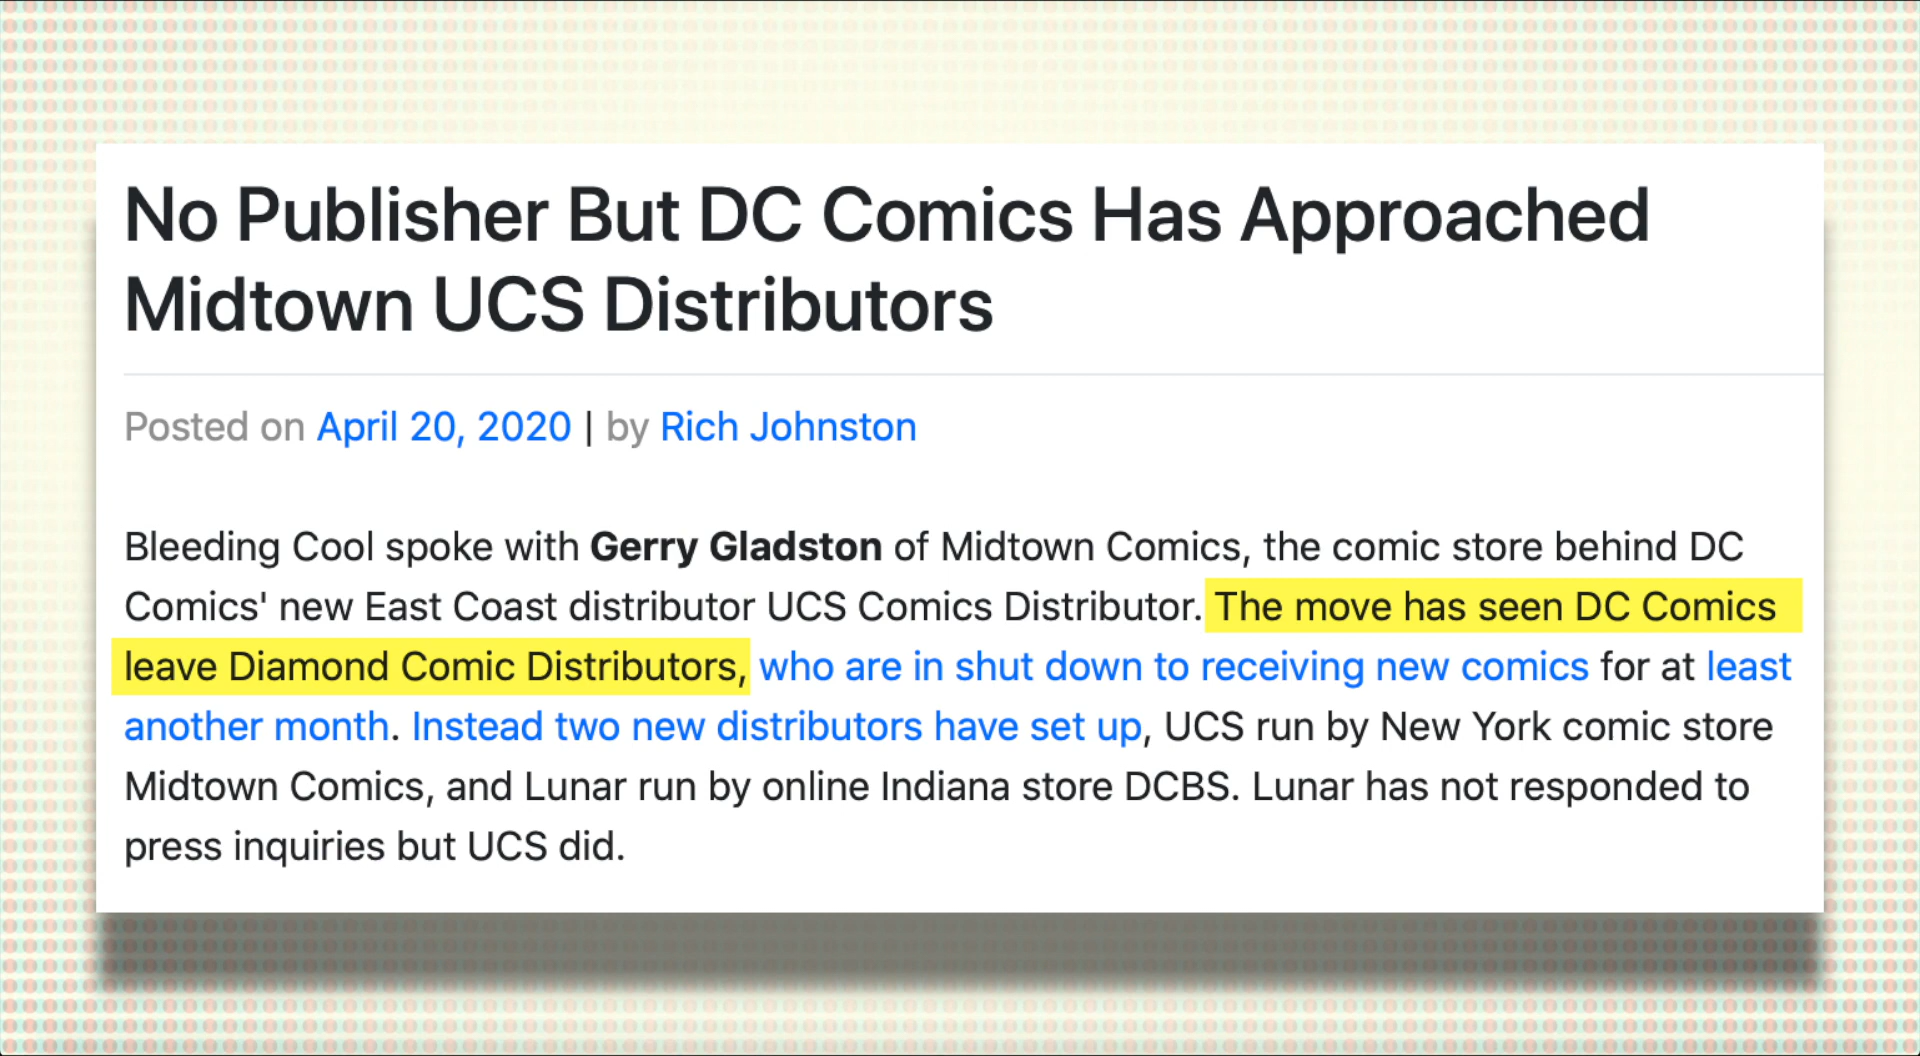 No Publisher But DC Comics Has Approached
Midtown UCS Distributors
Posted on April 20, 2020 | by Rich Johnston
Bleeding Cool spoke with Gerry Gladston of Midtown Comics, the comic store behind DC
Comics' new East Coast distributor UCS Comics Distributor. The move has seen DC Comics
leave Diamond Comic Distributors, who are in shut down to receiving new comics for at least
another month. Instead two new distributors have set up, UCS run by New York comic store
Midtown Comics, and Lunar run by online Indiana store DCBS. Lunar has not responded to
press inquiries but UCS did.